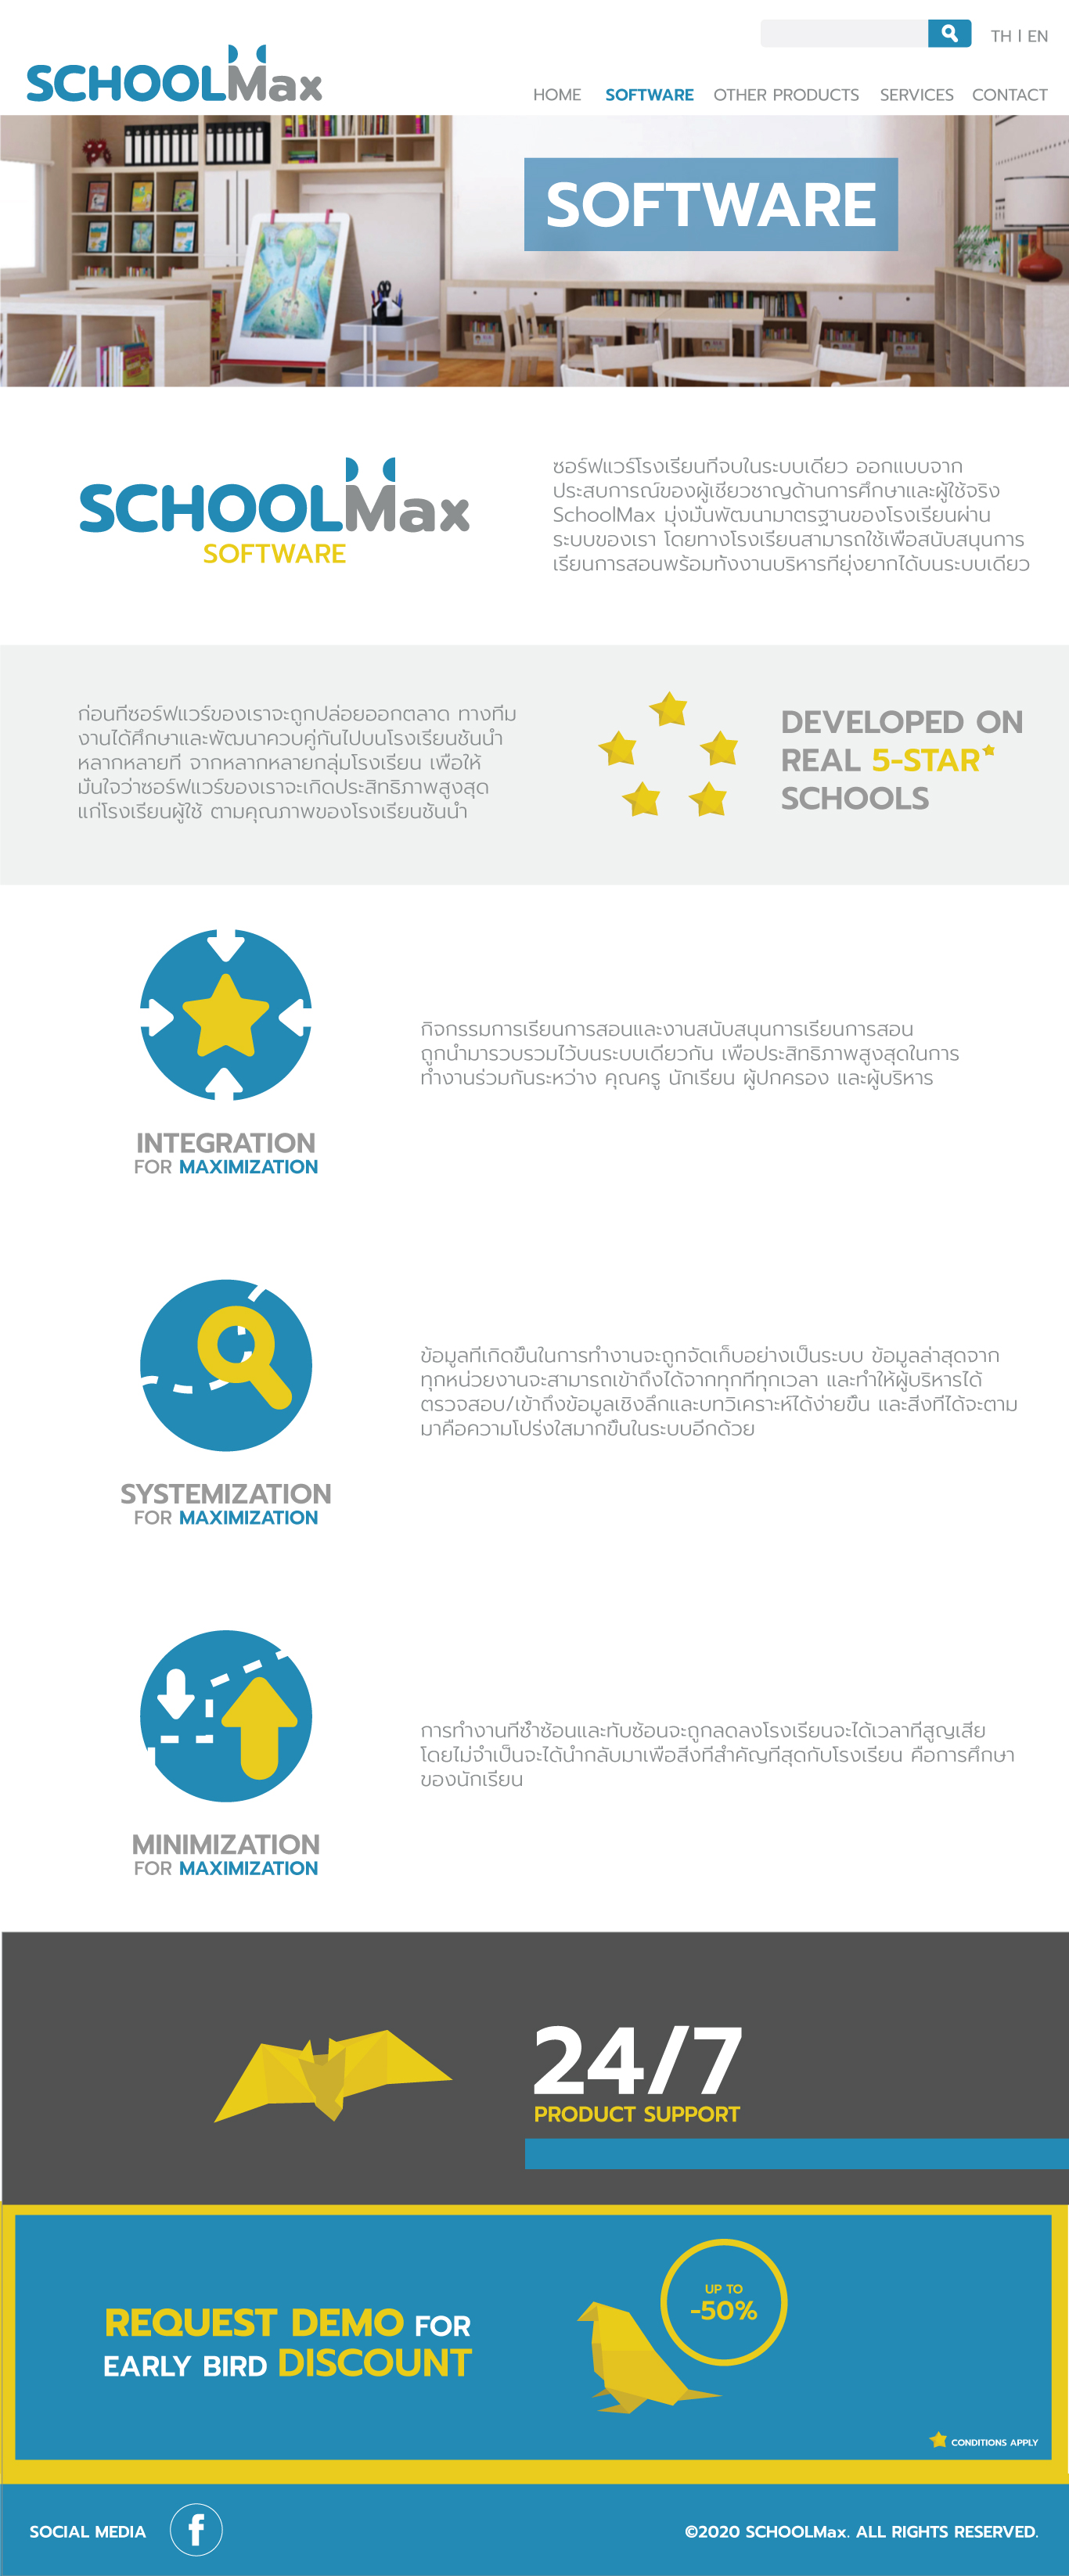 TH | EN
SCHOOLMax
HOME SOFTWARE OTHER PRODUCTS SERVICES CONTACT
SOFTWARE
SCHOOLMax
SOFTWARE
ซอร์ฟแวร์โรงเรียนที่จบในระบบเดียว ออกแบบจาก
ประสบการณ์ของผู้เชี่ยวชาญด้านการศึกษาและผู้ใช้จริง
SchoolMax มุ่งมั่นพัฒนามาตรฐานของโรงเรียนผ่าน
ระบบของเรา โดยทางโรงเรียนสามารถใช้เพื่อสนับสนุนการ
เรียนการสอนพร้อมทั้งงานบริหารที่ยุ่งยากได้บนระบบเดียว
ก่อนที่ซอร์ฟแวร์ของเราจะถูกปล่อยออกตลาด ทางทีม
งานได้ศึกษาและพัฒนาควบคู่กันไปบนโรงเรียนชั้นนำ
หลากหลายที่ จากหลากหลายกลุ่มโรงเรียน เพื่อให้
มั่นใจว่าซอร์ฟแวร์ของเราจะเกิดประสิทธิภาพสูงสุด
แก่โรงเรียนผู้ใช้ ตามคุณภาพของโรงเรียนชั้นนำ
DEVELOPED ON
REAL 5-STAR
SCHOOLS
กิจกรรมการเรียนการสอนและงานสนับสนุนการเรียนการสอน
ถูกนำมารวบรวมไว้บนระบบเดียวกัน เพื่อประสิทธิภาพสูงสุดในการ
ทำงานร่วมกันระหว่าง คุณครู นักเรียน ผู้ปกครอง และผู้บริหาร
INTEGRATION
FOR MAXIMIZATION
ข้อมูลที่เกิดขึ้นในการทำงานจะถูกจัดเก็บอย่างเป็นระบบ ข้อมูลล่าสุดจาก
ทุกหน่วยงานจะสามารถเข้าถึงได้จากทุกที่ทุกเวลา และทำให้ผู้บริหารได้
ตรวจสอบ/เข้าถึงข้อมูลเชิงลึกและบทวิเคราะห์ได้ง่ายขึ้น และสิ่งที่ได้จะตาม
มาคือความโปร่งใสมากขึ้นในระบบอีกด้วย
SYSTEMIZATION
FOR MAXIMIZATION
การทำงานที่ซ้ำซ้อนและทับซ้อนจะถูกลดลงโรงเรียนจะได้เวลาที่สูญเสีย
โดยไม่จำเป็นจะได้นำกลับมาเพื่อสิ่งที่สำคัญที่สุดกับโรงเรียน คือการศึกษา
ของนักเรียน
MINIMIZATION
FOR MAXIMIZATION
24/7
PRODUCT SUPPORT
UP TO
-50%
REQUEST DEMO FOR
EARLY BIRD DISCOUNT
CONDITIONS APPLY
SOCIAL MEDIA
©2020 SCHOOLMax. ALL RIGHTS RESERVED.